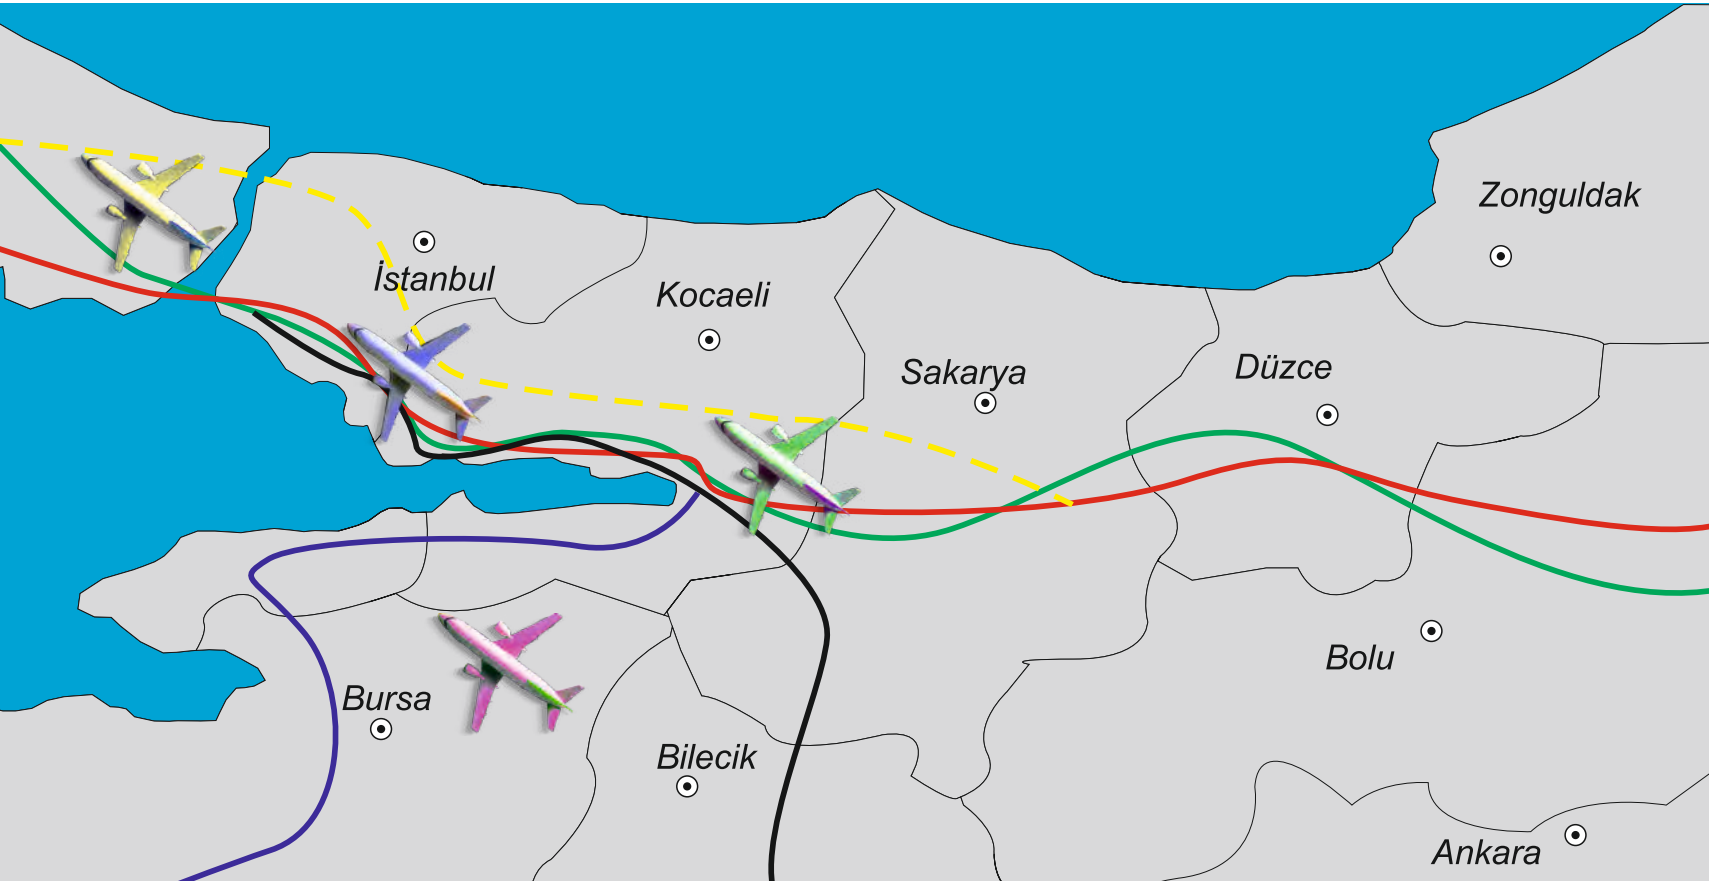 Zonguldak
İstanbul
Kocaeli
Sakarya
Düzce
Bolu
Bursa
Bilecik
Ankara